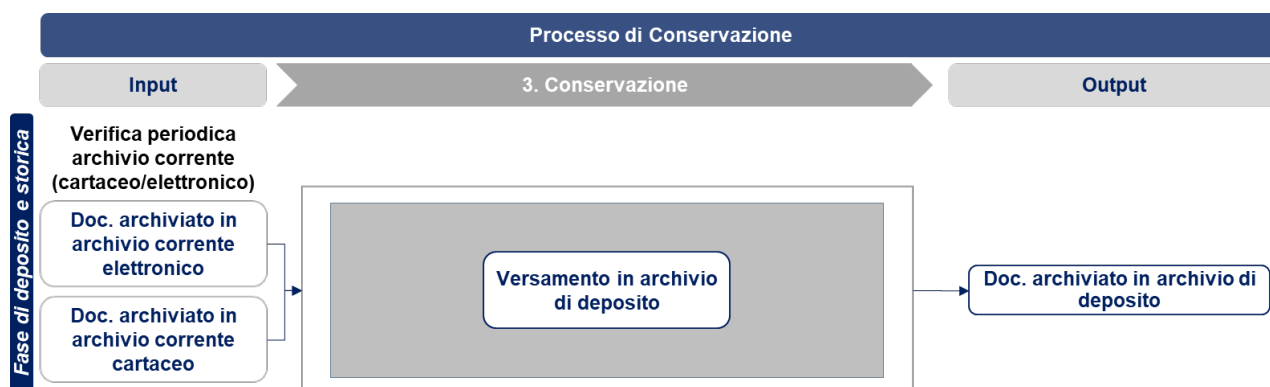 Processo di Conservazione
Input
3. Conservazione
Output
Fase di deposito e storica
Verifica periodica
archivio corrente
(cartaceo/elettronico)
Doc. archiviato in
archivio corrente
elettronico
Doc. archiviato in
archivio corrente
cartaceo
Versamento in archivio
di deposito
Doc. archiviato in archivio di
deposito